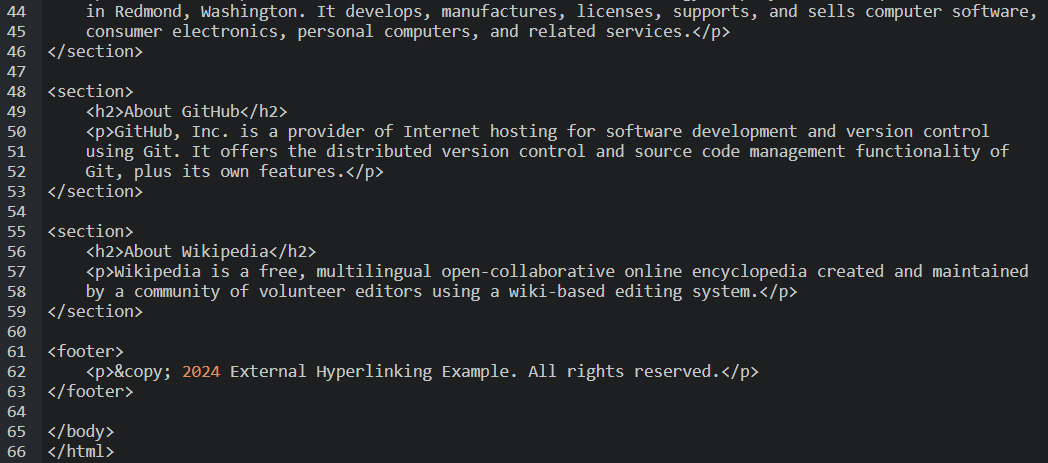 44 in Redmond, Washington. It develops, manufactures, licenses, supports, and sells computer software,
45 consumer electronics, personal computers, and related services.</p>
46 </section>
47
48 <section>
49 <h2>About GitHub</h2>
50 <p>GitHub, Inc. is a provider of Internet hosting for software development and version control
51 using Git. It offers the distributed version control and source code management functionality of
52 Git, plus its own features.</p>
53 </section>
54
55 <section>
56 <h2>About Wikipedia</h2>
57 <p>Wikipedia is a free, multilingual open-collaborative online encyclopedia created and maintained
58 by a community of volunteer editors using a wiki-based editing system.</p>
59 </section>
60
61 <footer>
62 <p>&copy; 2024 External Hyperlinking Example. All rights reserved.</p>
63 </footer>
64
65 </body>
66 </html>